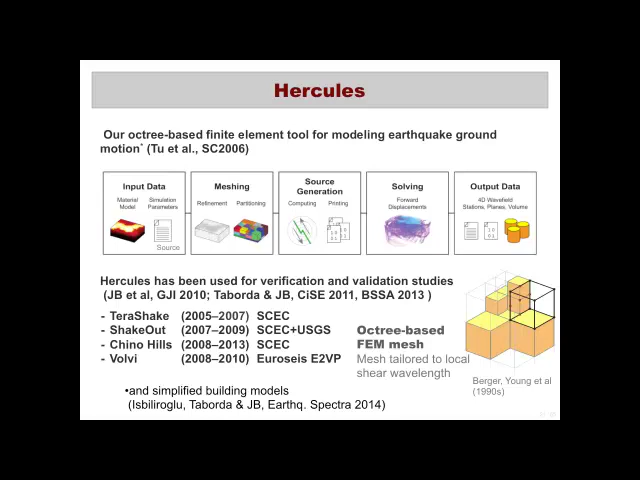 Hercules
Our octree-based finite element tool for modeling earthquake ground
motion* (Tu et al., SC2006)
Input Data
Material Model
Simulation Parameters
Source
Meshing
Refinement
Partitioning
Source
Generation
Computing
Printing
Solving
Forward
Displacements
Output Data
4D Wavefield
Stations, Planes, Volume
Hercules has been used for verification and validation studies
(JB et al, GJI 2010; Taborda & JB, CiSE 2011, BSSA 2013 )
- TeraShake (2005–2007) SCEC
- ShakeOut (2007–2009) SCEC+USGS
- Chino Hills (2008–2013) SCEC
- Volvi (2008–2010) Euroseis E2VP
Octree-based
FEM mesh
Mesh tailored to local
shear wavelength
Berger, Young et al
(1990s)
•and simplified building models
(Isbiliroglu, Taborda & JB, Earthq. Spectra 2014)